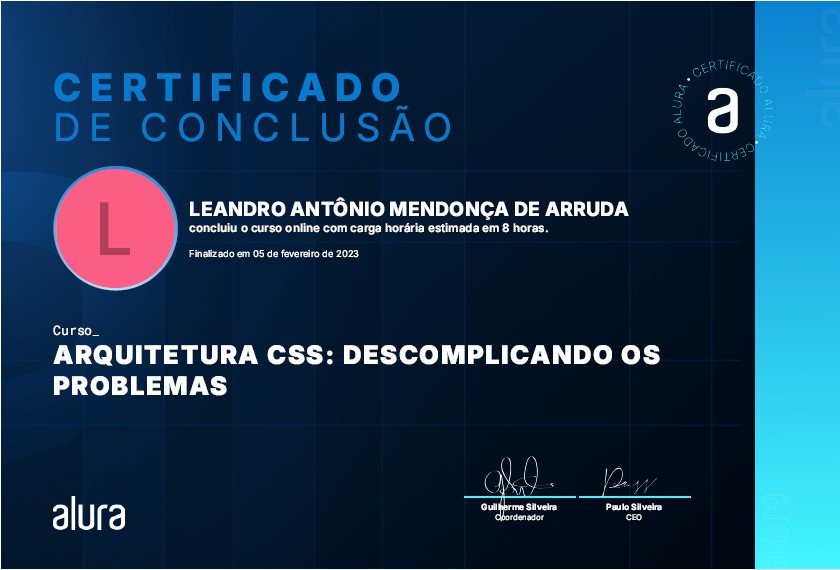 CERTIFICADO
DE CONCLUSÃO
CERTIFICADO ALURA • CERTIFICADO ALURA •
a
L
LEANDRO ANTÔNIO MENDONÇA DE ARRUDA
concluiu o curso online com carga horária estimada em 8 horas.
Finalizado em 05 de fevereiro de 2023
Curso_
ARQUITETURA CSS: DESCOMPLICANDO OS
PROBLEMAS
Guilherme Silveira
Coordenador
Paulo Silveira
CEO
alura
alura
alura